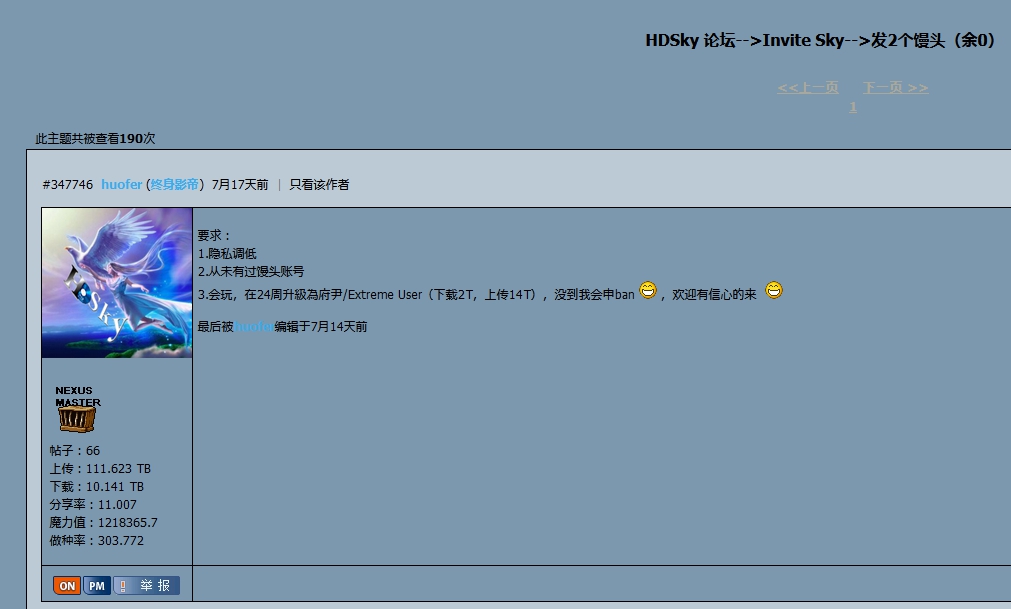 HDSky 论坛-->Invite Sky-->发2个馒头（余0）
<<上一页 下一页 >>
1
此主题共被查看190次
#347746 huofer (终身影帝) 7月17天前 | 只看该作者
HDsky
要求：
1.隐私调低
2.从未有过馒头账号
3.会玩，在24周升級為府尹/Extreme User（下载2T，上传14T），没到我会申ban ，欢迎有信心的来
最后被huofer编辑于7月14天前
NEXUS
MASTER
帖子：66
上传：111.623 TB
下载：10.141 TB
分享率：11.007
魔力值：1218365.7
做种率：303.772
ON PM 举 报